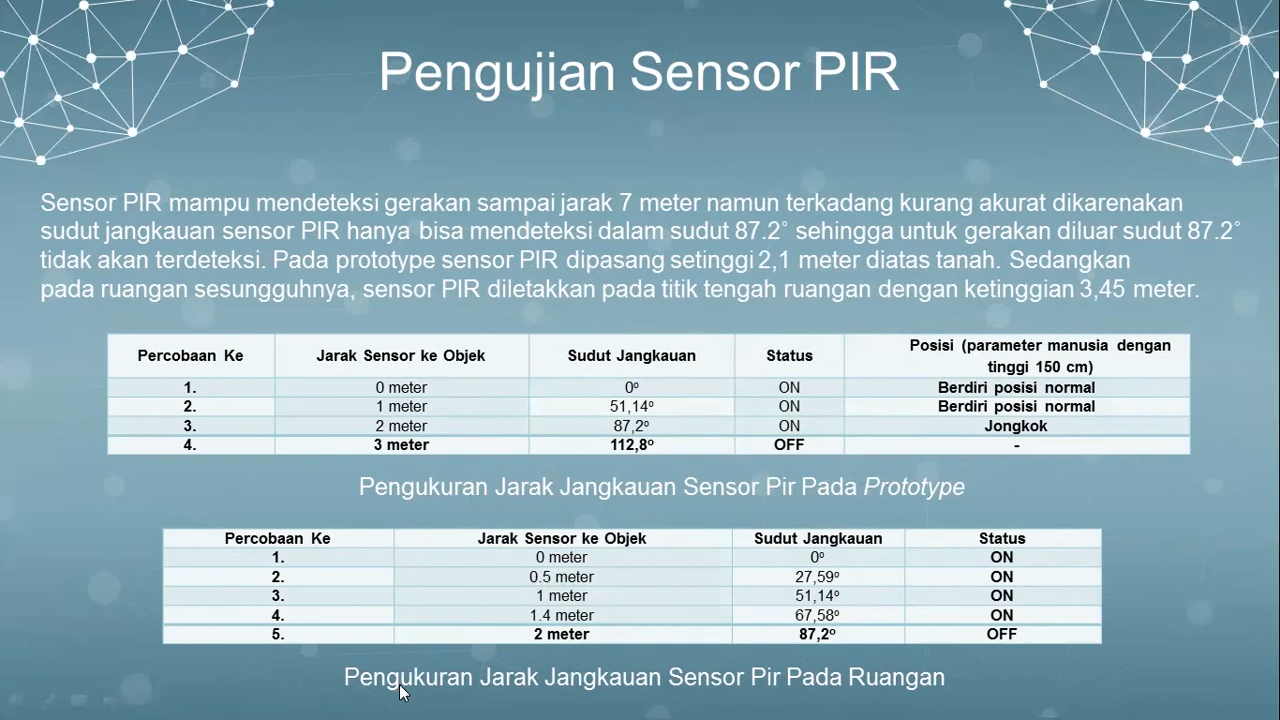 Pengujian Sensor PIR
Sensor PIR mampu mendeteksi gerakan sampai jarak 7 meter namun terkadang kurang akurat dikarenakan
sudut jangkauan sensor PIR hanya bisa mendeteksi dalam sudut 87.2˚ sehingga untuk gerakan diluar sudut 87.2˚
tidak akan terdeteksi. Pada prototype sensor PIR dipasang setinggi 2,1 meter diatas tanah. Sedangkan
pada ruangan sesungguhnya, sensor PIR diletakkan pada titik tengah ruangan dengan ketinggian 3,45 meter.
Percobaan Ke Jarak Sensor ke Objek Sudut Jangkauan Status Posisi (parameter manusia dengan
tinggi 150 cm)
1. 0 meter 0º ON Berdiri posisi normal
2. 1 meter 51,14º ON Berdiri posisi normal
3. 2 meter 87,2º ON Jongkok
4. 3 meter 112,8º OFF -
Pengukuran Jarak Jangkauan Sensor Pir Pada Prototype
Percobaan Ke Jarak Sensor ke Objek Sudut Jangkauan Status
1. 0 meter 0º ON
2. 0.5 meter 27,59º ON
3. 1 meter 51,14º ON
4. 1.4 meter 67,58º ON
5. 2 meter 87,2º OFF
Pengukuran Jarak Jangkauan Sensor Pir Pada Ruangan